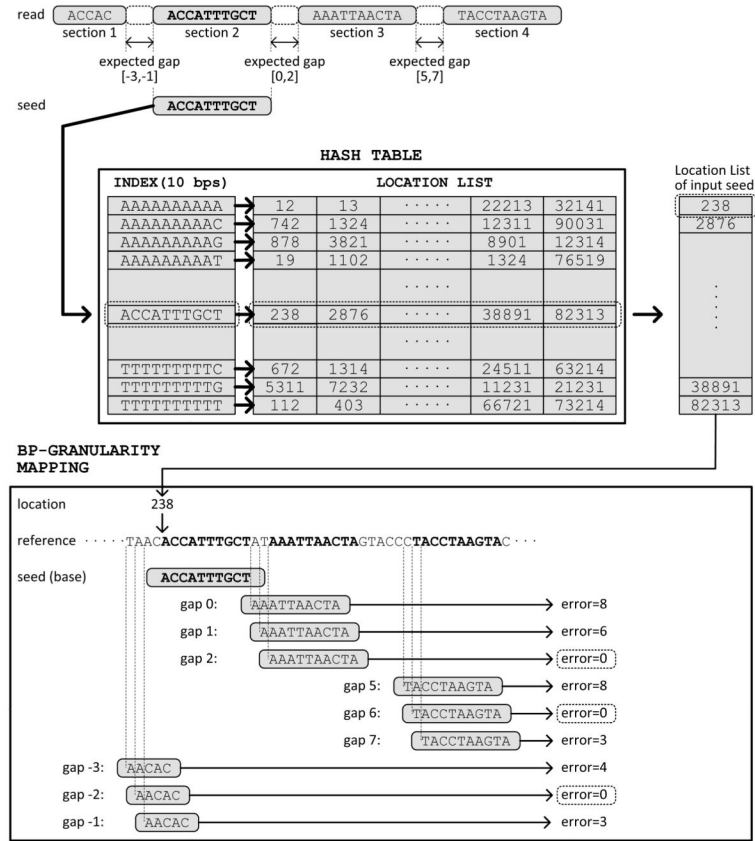 read ACCAC ACCATTTGCT AAATTAACTA TACCTAAGTA
section 1 section 2 section 3 section 4
expected gap expected gap expected gap
[-3,-1] [0,2] [5,7]
seed ACCATTTGCT
HASH TABLE
Location List
of input seed
INDEX(10 bps) LOCATION LIST
AAAAAAAAAA 12 13 ····· 22213 32141 238
AAAAAAAAAC 742 1324 ····· 12311 90031 2876
AAAAAAAAAG 878 3821 ····· 8901 12314
AAAAAAAAAT 19 1102 ····· 1324 76519
·····
ACCATTTGCT 238 2876 ····· 38891 82313
·····
TTTTTTTTTC 672 1314 ····· 24511 63214
TTTTTTTTTG 5311 7232 ····· 11231 21231 38891
TTTTTTTTTT 112 403 ····· 66721 73214 82313
BP-GRANULARITY
MAPPING
location 238
reference ·····TAACACCATTTGCTATAAATTAACTAGTACCCTACCTAAGTAC···
seed (base) ACCATTTGCT
gap 0: AAATTAACTA error=8
gap 1: AAATTAACTA error=6
gap 2: AAATTAACTA error=0
gap 5: TACCTAAGTA error=8
gap 6: TACCTAAGTA error=0
gap 7: TACCTAAGTA error=3
gap -3: AACAC error=4
gap -2: AACAC error=0
gap -1: AACAC error=3